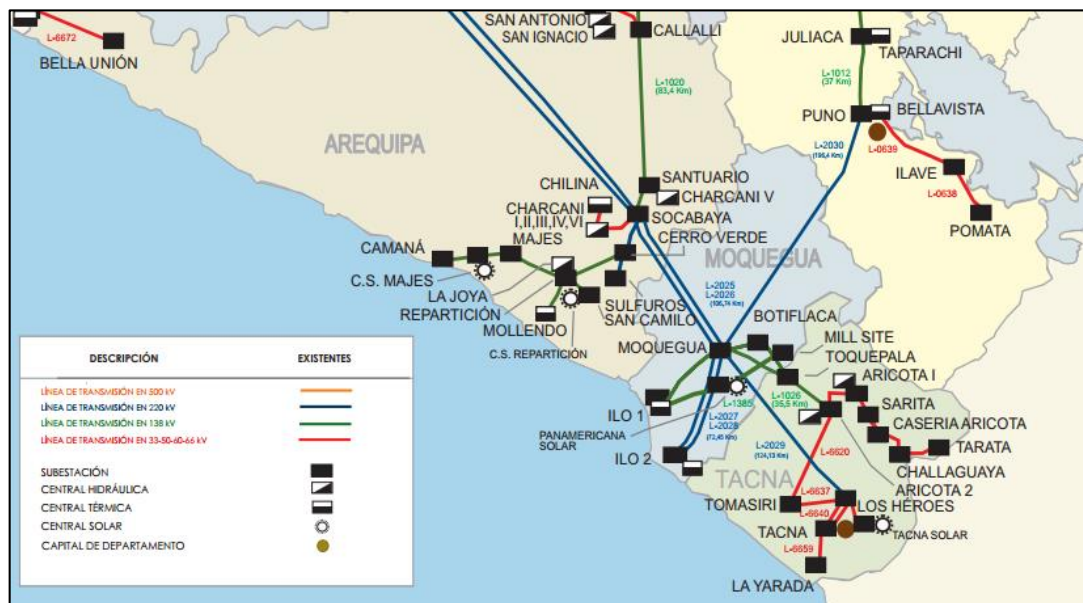 SAN ANTONIO
SAN IGNACIO
CALLALLI
JULIACA
TAPARACHI
L-6672
BELLA UNIÓN
L-1020
(83,4 Km)
L-1012
(37 Km)
PUNO
BELLAVISTA
AREQUIPA
L-2030
L-0639
ILAVE
L-0638
POMATA
SANTUARIO
CHILINA
CHARCANI V
CHARCANI
I,II,III,IV,VI
SOCABAYA
MAJES
CERRO VERDE
CAMANÁ
MOQUEGUA
C.S. MAJES
LA JOYA
REPARTICIÓN
SULFUROS
SAN CAMILO
MOLLENDO
C.S. REPARTICIÓN
L-2025
L-2026
BOTIFLACA
MOQUEGUA
MILL SITE
TOQUEPALA
ARICOTA I
L-1026
(35,5 Km)
SARITA
ILO 1
L-1385
CASERIA ARICOTA
PANAMERICANA
SOLAR
L-2027
L-2028
TARATA
ILO 2
L-2029
L-6620
CHALLAGUAYA
ARICOTA 2
TACNA
L-6637
TOMASIRI
LOS HÉROES
L-6640
TACNA
TACNA SOLAR
L-6659
LA YARADA
DESCRIPCIÓN EXISTENTES
LÍNEA DE TRANSMISIÓN EN 500 kV
LÍNEA DE TRANSMISIÓN EN 220 kV
LÍNEA DE TRANSMISIÓN EN 138 kV
LÍNEA DE TRANSMISIÓN EN 33-50-60-66 kV
SUBESTACIÓN
CENTRAL HIDRÁULICA
CENTRAL TÉRMICA
CENTRAL SOLAR
CAPITAL DE DEPARTAMENTO